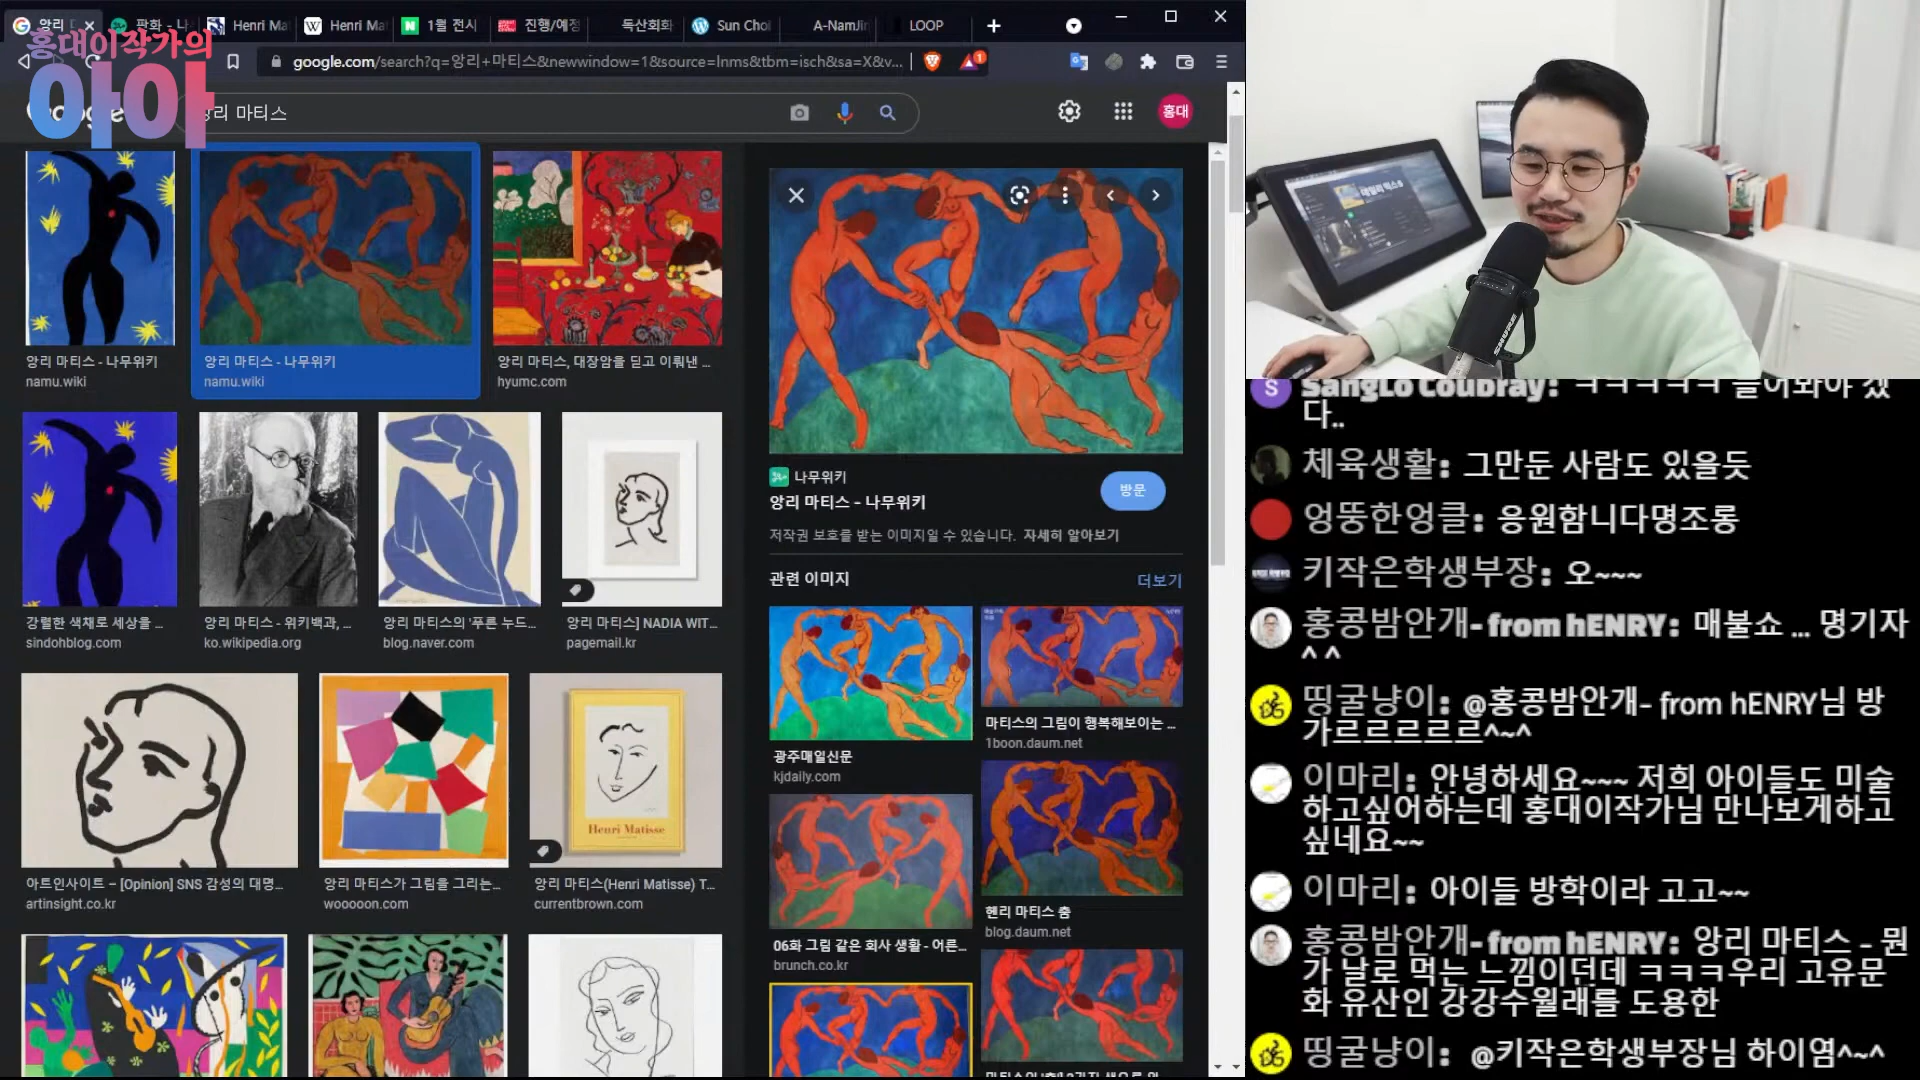 앙리
판화 - 나
Henri Mat
Henri Mat
1월 전시
진행/예정
독산회화
Sun Choi
A-NamJin
LOOP
홍대이작가의
아아
google.com/search?q=앙리+마티스&newwindow=1&source=lnms&tbm=isch&sa=X&v...
1
앙리 마티스
홍대
앙리 마티스 - 나무위키
namu.wiki
앙리 마티스 - 나무위키
namu.wiki
앙리 마티스, 대장암을 딛고 이뤄낸 ...
hyumc.com
강렬한 색채로 세상을 ...
sindohblog.com
앙리 마티스 - 위키백과, ...
ko.wikipedia.org
앙리 마티스의 '푸른 누드...
blog.naver.com
앙리 마티스] NADIA WIT...
pagemail.kr
Henri Matisse
아트인사이트 – [Opinion] SNS 감성의 대명...
artinsight.co.kr
앙리 마티스가 그림을 그리는...
wooooon.com
앙리 마티스(Henri Matisse) T...
currentbrown.com
나무위키
앙리 마티스 - 나무위키
방문
저작권 보호를 받는 이미지일 수 있습니다. 자세히 알아보기
관련 이미지
더보기
광주매일신문
kjdaily.com
마티스의 그림이 행복해보이는 ...
1boon.daum.net
06화 그림 같은 회사 생활 - 어른...
brunch.co.kr
헨리 마티스 춤
blog.daum.net
SHURE
SangLo Coubray: ㅋㅋㅋㅋㅋ 들어봐야 겠
다..
체육생활: 그만둔 사람도 있을듯
엉뚱한엉클: 응원함니다명조롱
키작은학생부장: 오~~~
홍콩밤안개- from hENRY: 매불쇼 ... 명기자
^ ^
띵굴냥이: @홍콩밤안개- from hENRY님 방
가르르르르르^~^
이마리: 안녕하세요~~~ 저희 아이들도 미술
하고싶어하는데 홍대이작가님 만나보게하고
싶네요~~
이마리: 아이들 방학이라 고고~~
홍콩밤안개- from hENRY: 앙리 마티스 - 뭔
가 날로 먹는 느낌이던데 ㅋㅋㅋ우리 고유문
화 유산인 강강수월래를 도용한
띵굴냥이: @키작은학생부장님 하이염^~^